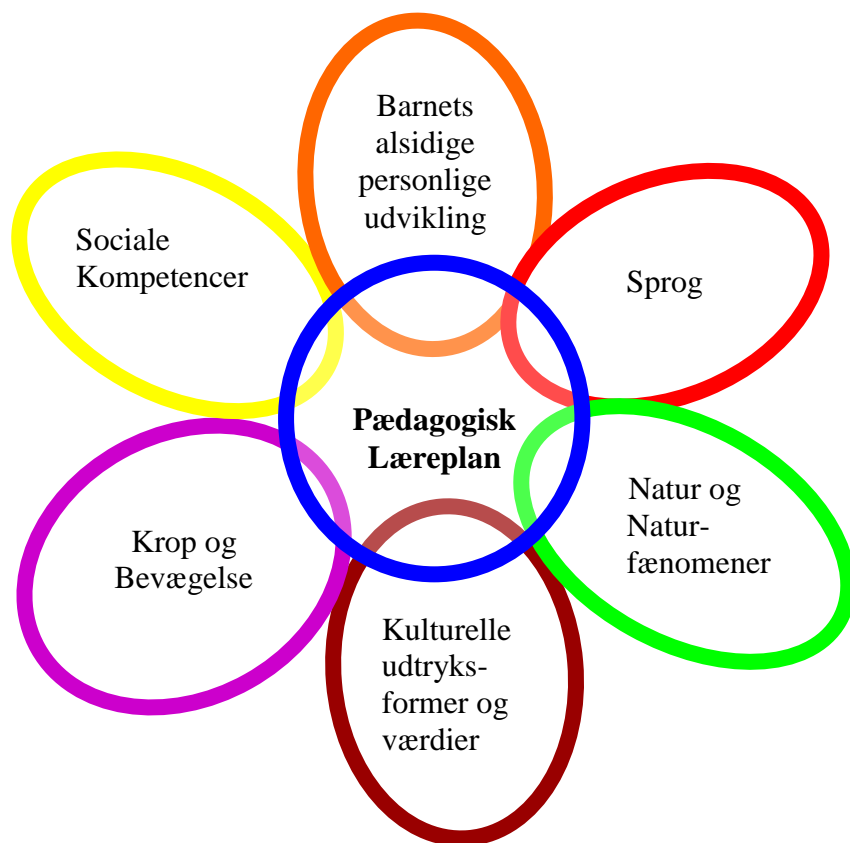 Barnets
alsidige
personlige
udvikling
Sociale
Kompetencer
Sprog
Pædagogisk
Læreplan
Natur og
Natur-
fænomener
Krop og
Bevægelse
Kulturelle
udtryks-
former og
værdier